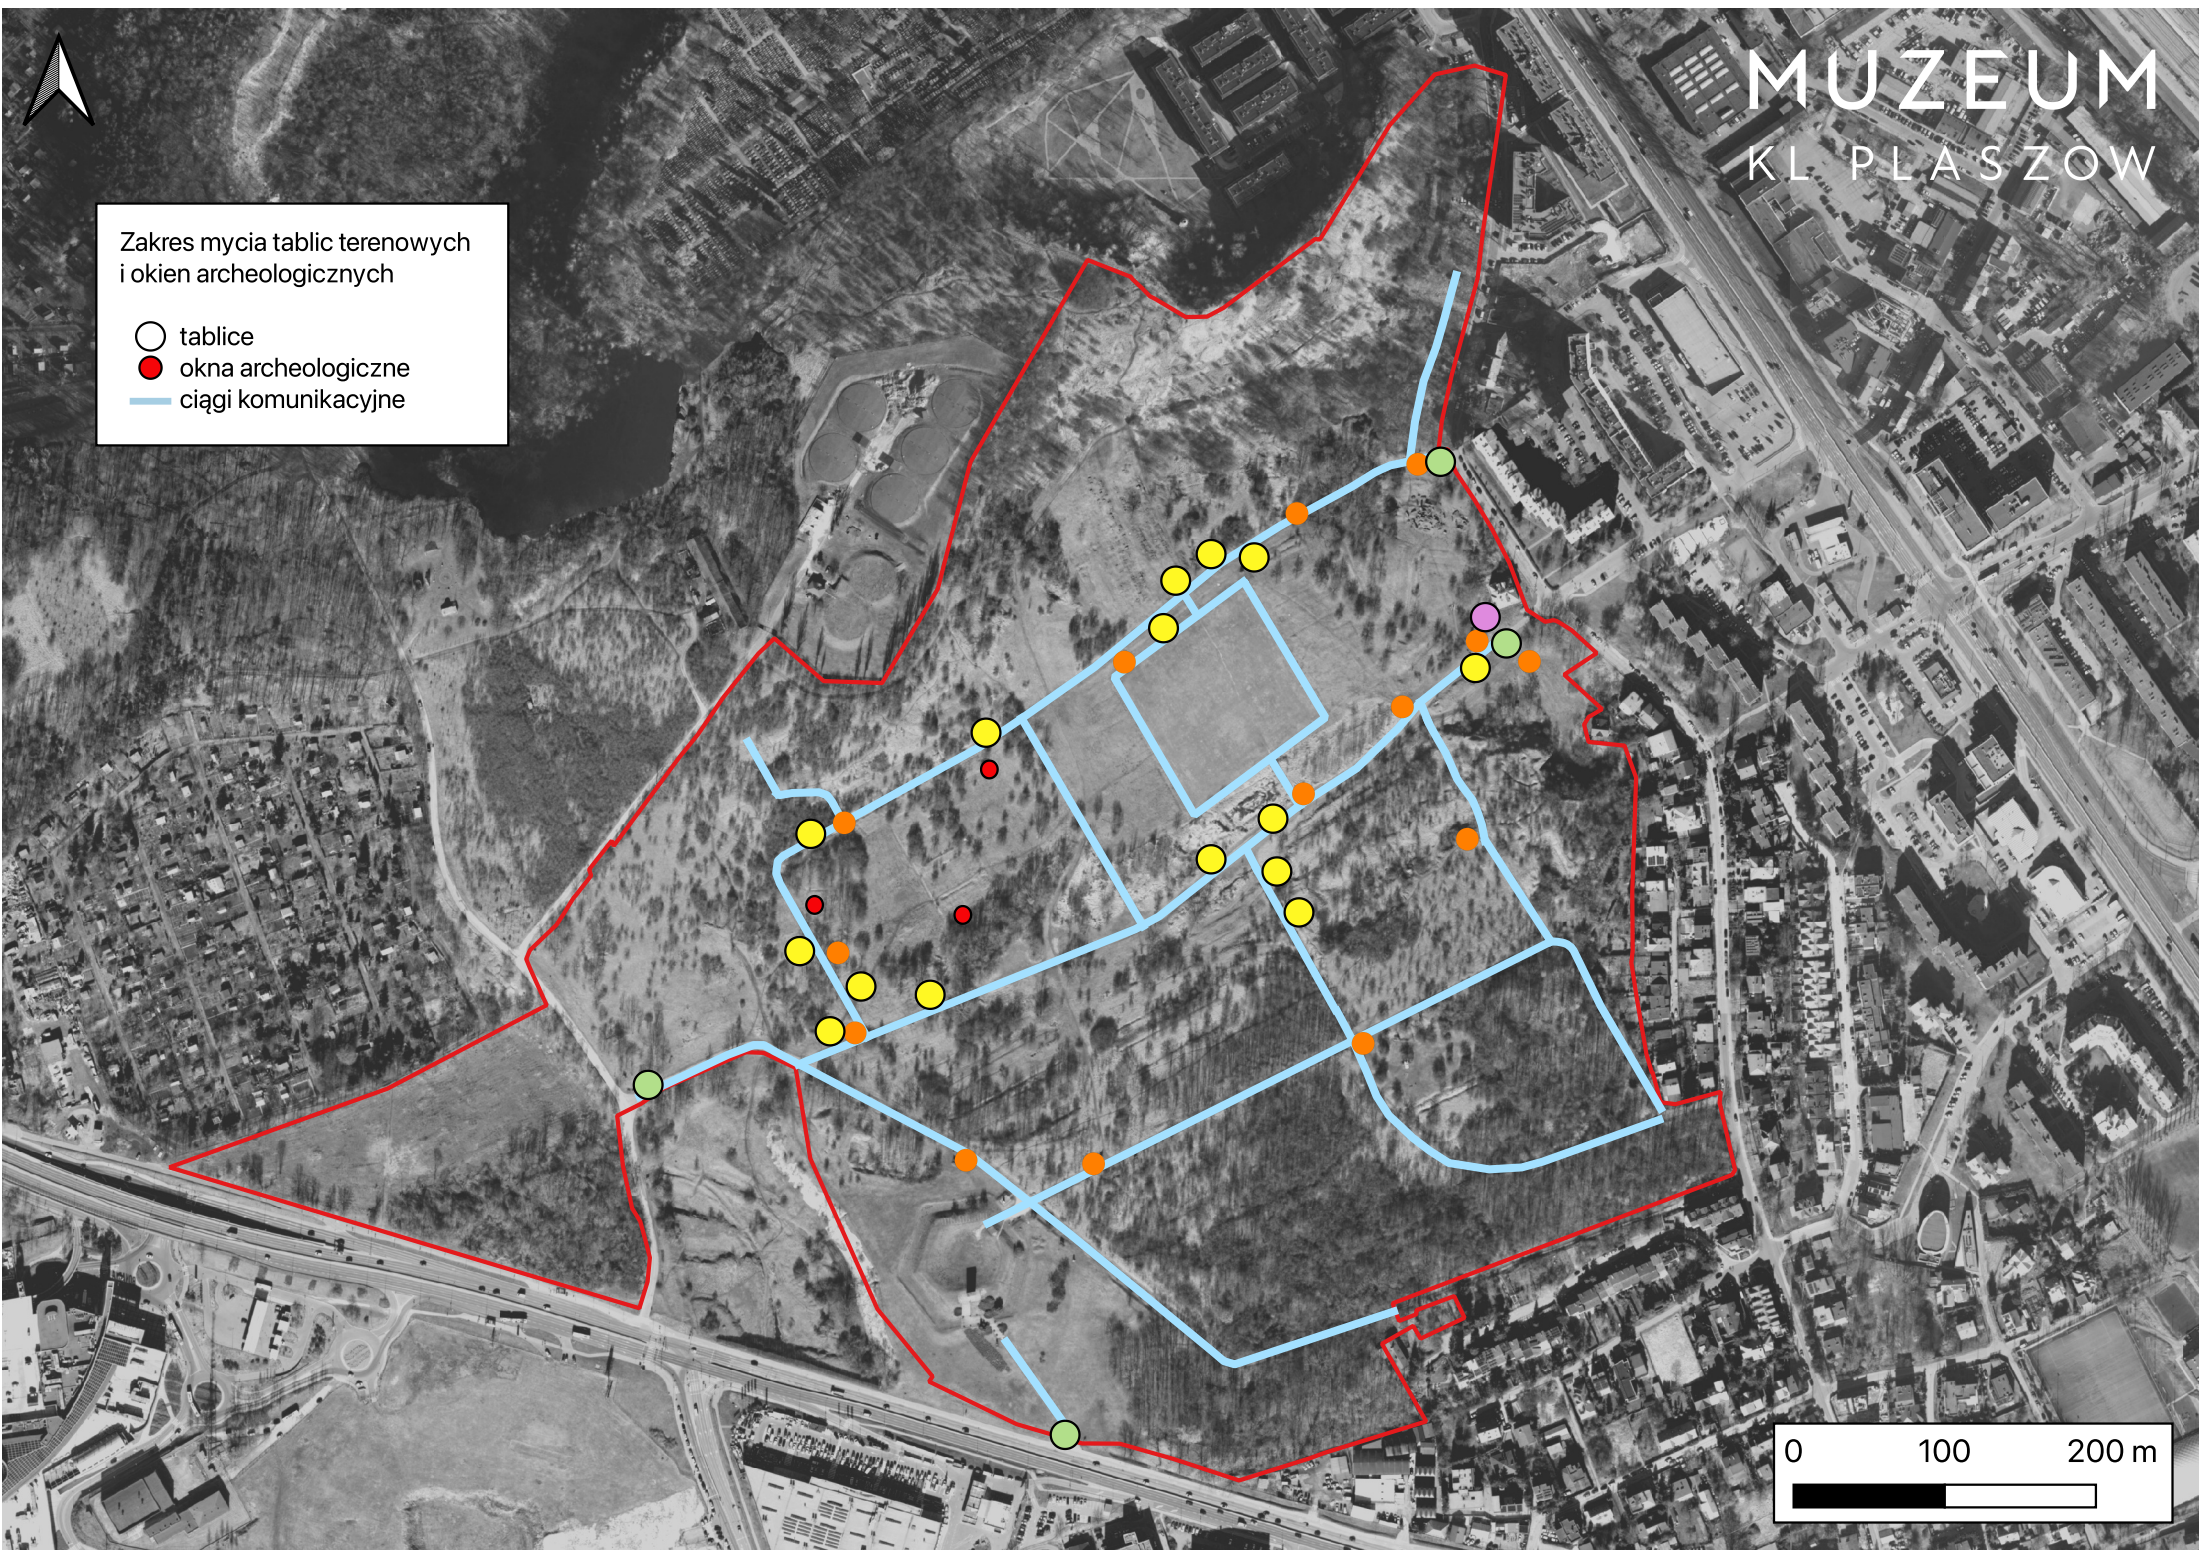 MUZEUM
KL PLASZOW
Zakres mycia tablic terenowych
i okien archeologicznych
tablice
okna archeologiczne
ciągi komunikacyjne
0 100 200 m